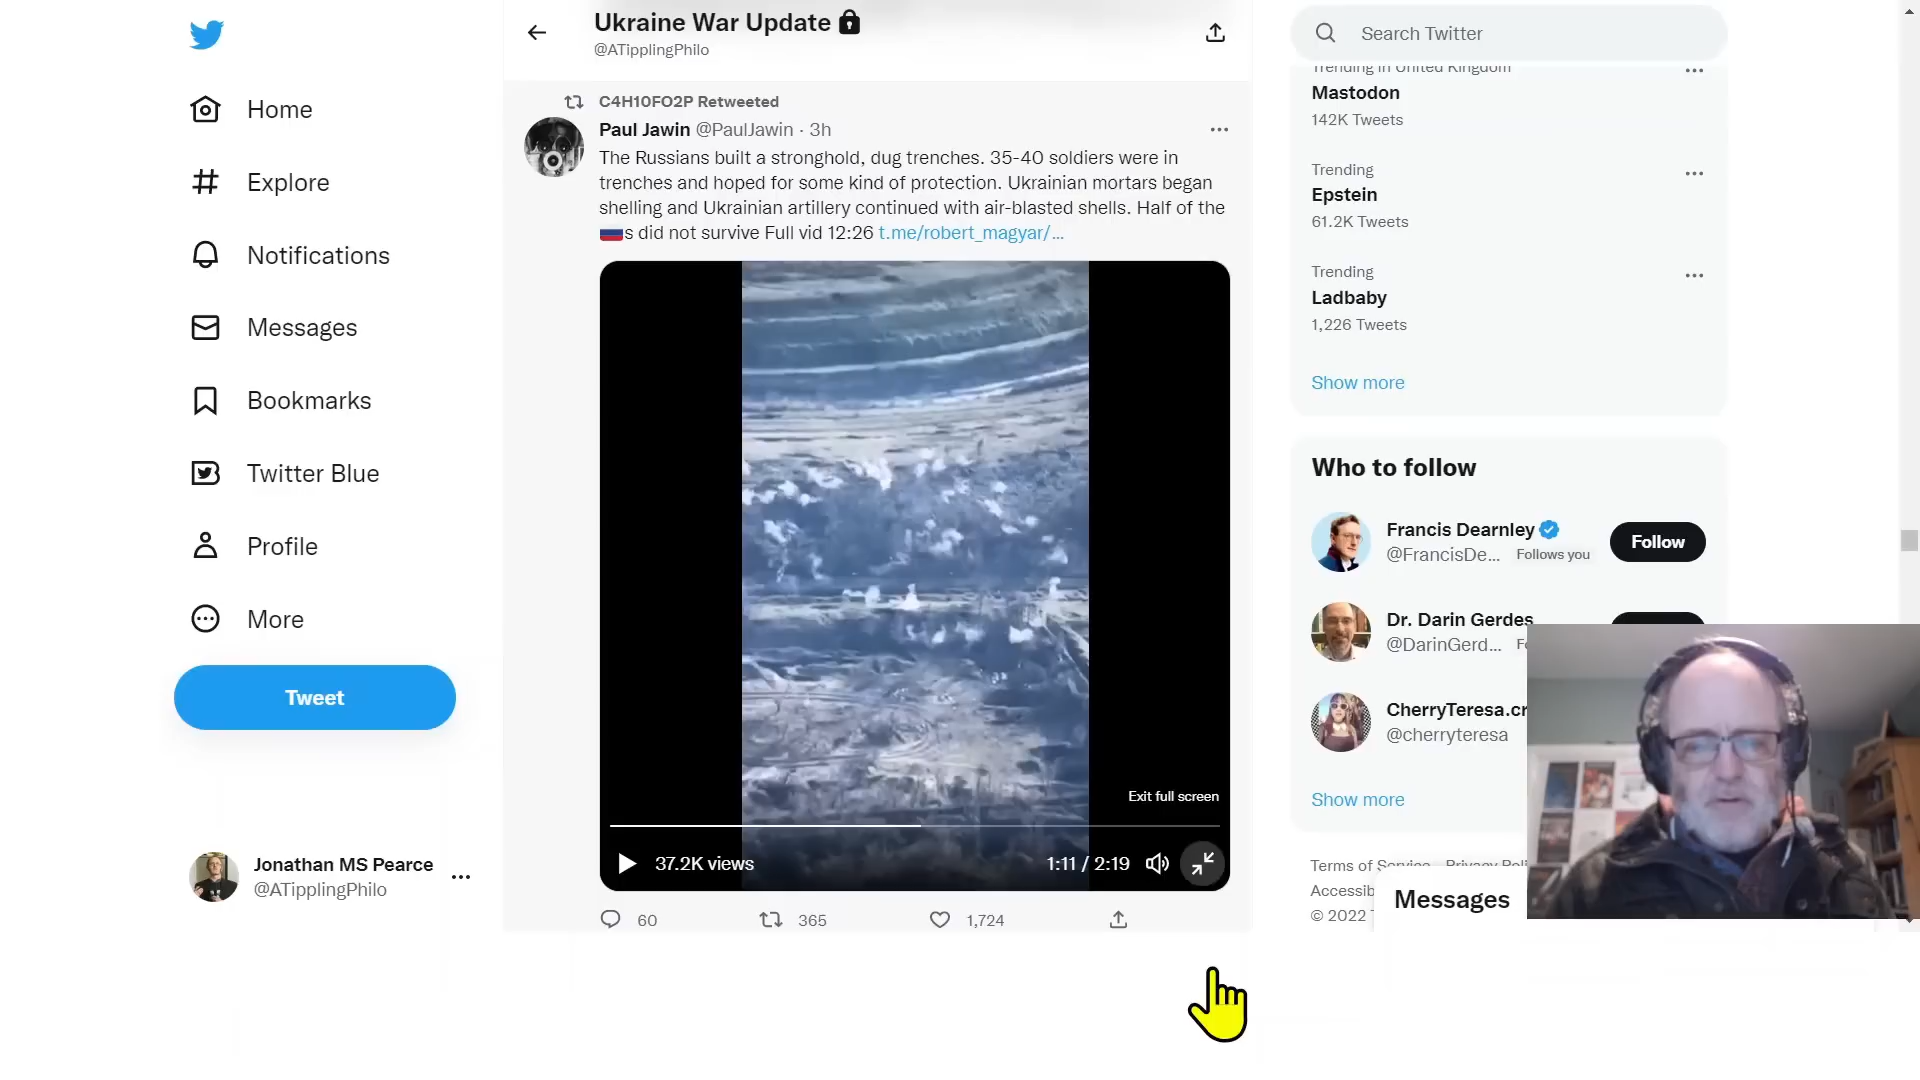 Home
Explore
Notifications
Messages
Bookmarks
Twitter Blue
Profile
More
Tweet
Jonathan MS Pearce
@ATipplingPhilo
Ukraine War Update
@ATipplingPhilo
C4H10FO2P Retweeted
Paul Jawin @PaulJawin · 3h
The Russians built a stronghold, dug trenches. 35-40 soldiers were in
trenches and hoped for some kind of protection. Ukrainian mortars began
shelling and Ukrainian artillery continued with air-blasted shells. Half of the
🇷🇺s did not survive Full vid 12:26 t.me/robert_magyar/…
Exit full screen
37.2K views
1:11 / 2:19
60
365
1,724
Search Twitter
Trending in United Kingdom
Mastodon
142K Tweets
Trending
Epstein
61.2K Tweets
Trending
Ladbaby
1,226 Tweets
Show more
Who to follow
Francis Dearnley
@FrancisDe... Follows you
Follow
Dr. Darin Gerdes
@DarinGerd...
CherryTeresa.cr
@cherryteresa
Show more
Terms of Service
Accessib
© 2022
Messages